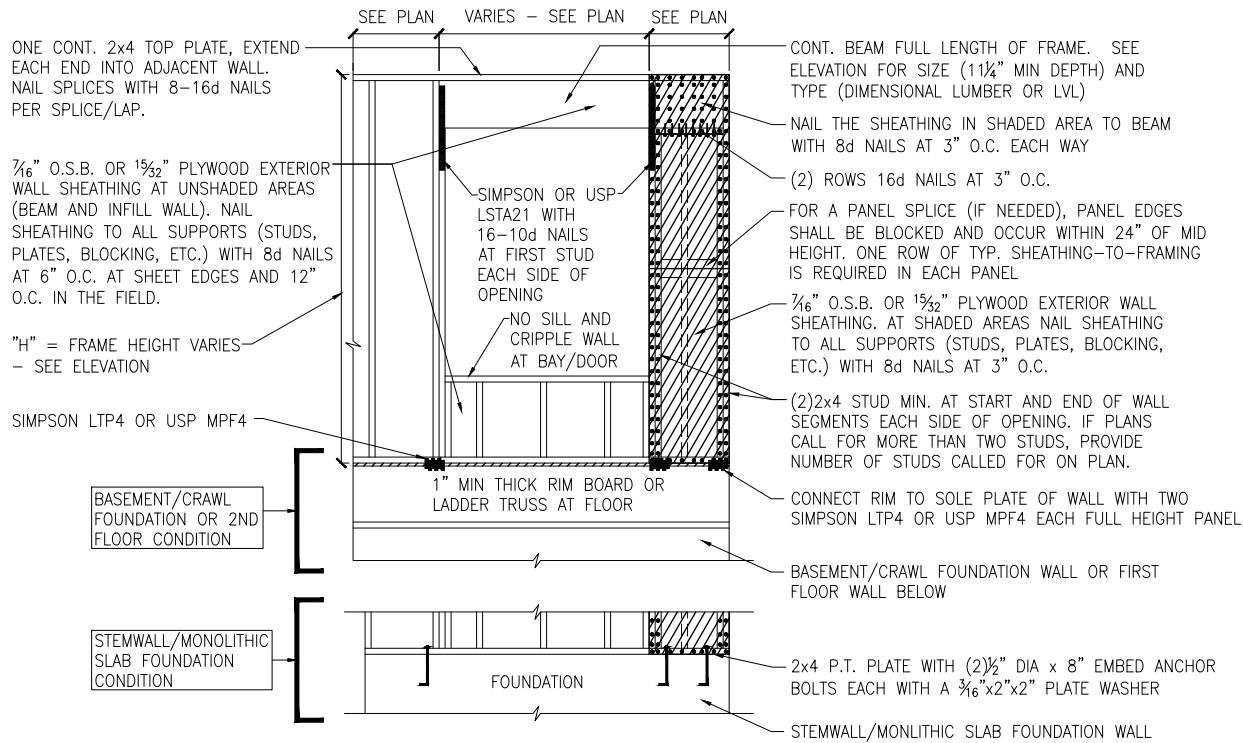 SEE PLAN
VARIES – SEE PLAN
SEE PLAN
ONE CONT. 2x4 TOP PLATE, EXTEND
EACH END INTO ADJACENT WALL.
NAIL SPLICES WITH 8–16d NAILS
PER SPLICE/LAP.
7/16" O.S.B. OR 15/32" PLYWOOD EXTERIOR
WALL SHEATHING AT UNSHADED AREAS
(BEAM AND INFILL WALL). NAIL
SHEATHING TO ALL SUPPORTS (STUDS,
PLATES, BLOCKING, ETC.) WITH 8d NAILS
AT 6" O.C. AT SHEET EDGES AND 12"
O.C. IN THE FIELD.
"H" = FRAME HEIGHT VARIES
– SEE ELEVATION
SIMPSON LTP4 OR USP MPF4
SIMPSON OR USP
LSTA21 WITH
16–10d NAILS
AT FIRST STUD
EACH SIDE OF
OPENING
NO SILL AND
CRIPPLE WALL
AT BAY/DOOR
1" MIN THICK RIM BOARD OR
LADDER TRUSS AT FLOOR
CONT. BEAM FULL LENGTH OF FRAME. SEE
ELEVATION FOR SIZE (11¼" MIN DEPTH) AND
TYPE (DIMENSIONAL LUMBER OR LVL)
NAIL THE SHEATHING IN SHADED AREA TO BEAM
WITH 8d NAILS AT 3" O.C. EACH WAY
(2) ROWS 16d NAILS AT 3" O.C.
FOR A PANEL SPLICE (IF NEEDED), PANEL EDGES
SHALL BE BLOCKED AND OCCUR WITHIN 24" OF MID
HEIGHT. ONE ROW OF TYP. SHEATHING–TO–FRAMING
IS REQUIRED IN EACH PANEL
7/16" O.S.B. OR 15/32" PLYWOOD EXTERIOR WALL
SHEATHING. AT SHADED AREAS NAIL SHEATHING
TO ALL SUPPORTS (STUDS, PLATES, BLOCKING,
ETC.) WITH 8d NAILS AT 3" O.C.
(2)2x4 STUD MIN. AT START AND END OF WALL
SEGMENTS EACH SIDE OF OPENING. IF PLANS
CALL FOR MORE THAN TWO STUDS, PROVIDE
NUMBER OF STUDS CALLED FOR ON PLAN.
CONNECT RIM TO SOLE PLATE OF WALL WITH TWO
SIMPSON LTP4 OR USP MPF4 EACH FULL HEIGHT PANEL
BASEMENT/CRAWL FOUNDATION WALL OR FIRST
FLOOR WALL BELOW
BASEMENT/CRAWL
FOUNDATION OR 2ND
FLOOR CONDITION
STEMWALL/MONOLITHIC
SLAB FOUNDATION
CONDITION
FOUNDATION
2x4 P.T. PLATE WITH (2)½" DIA x 8" EMBED ANCHOR
BOLTS EACH WITH A 3/16"x2"x2" PLATE WASHER
STEMWALL/MONLITHIC SLAB FOUNDATION WALL